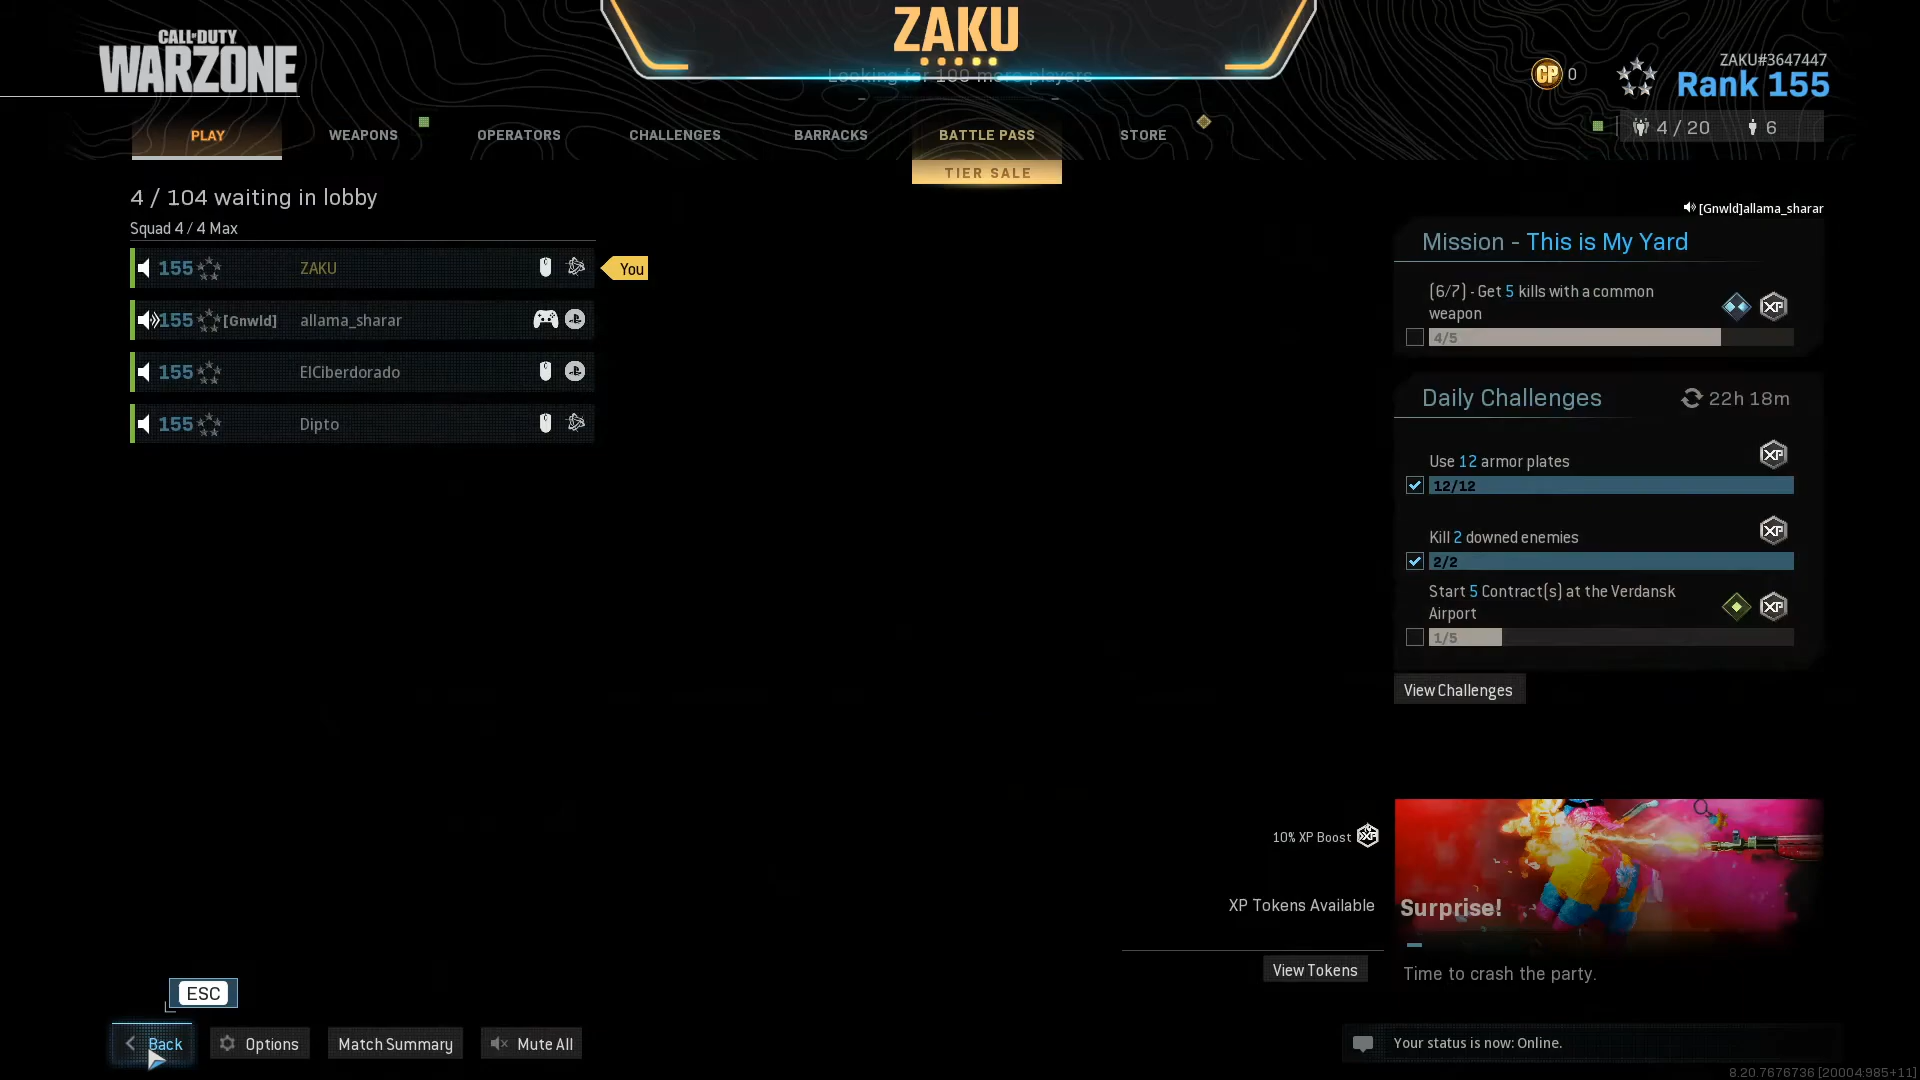 ZAKU
CALL OF DUTY
WARZONE
Looking for 100 more players
CP 0
ZAKU#3647447
Rank 155
4 / 20
6
PLAY
WEAPONS
OPERATORS
CHALLENGES
BARRACKS
BATTLE PASS
STORE
TIER SALE
4 / 104 waiting in lobby
Squad 4 / 4 Max
155 ZAKU
You
155 [Gnwld] allama_sharar
155 ElCiberdorado
155 Dipto
[Gnwld]allama_sharar
Mission - This is My Yard
(6/7) - Get 5 kills with a common
weapon
XP
4/5
Daily Challenges
22h 18m
Use 12 armor plates
XP
12/12
Kill 2 downed enemies
XP
2/2
Start 5 Contract(s) at the Verdansk
Airport
XP
1/5
View Challenges
10% XP Boost XP
XP Tokens Available
View Tokens
Surprise!
Time to crash the party.
ESC
Back
Options
Match Summary
Mute All
Your status is now: Online.
8.20.7676736 [20004:985+11]